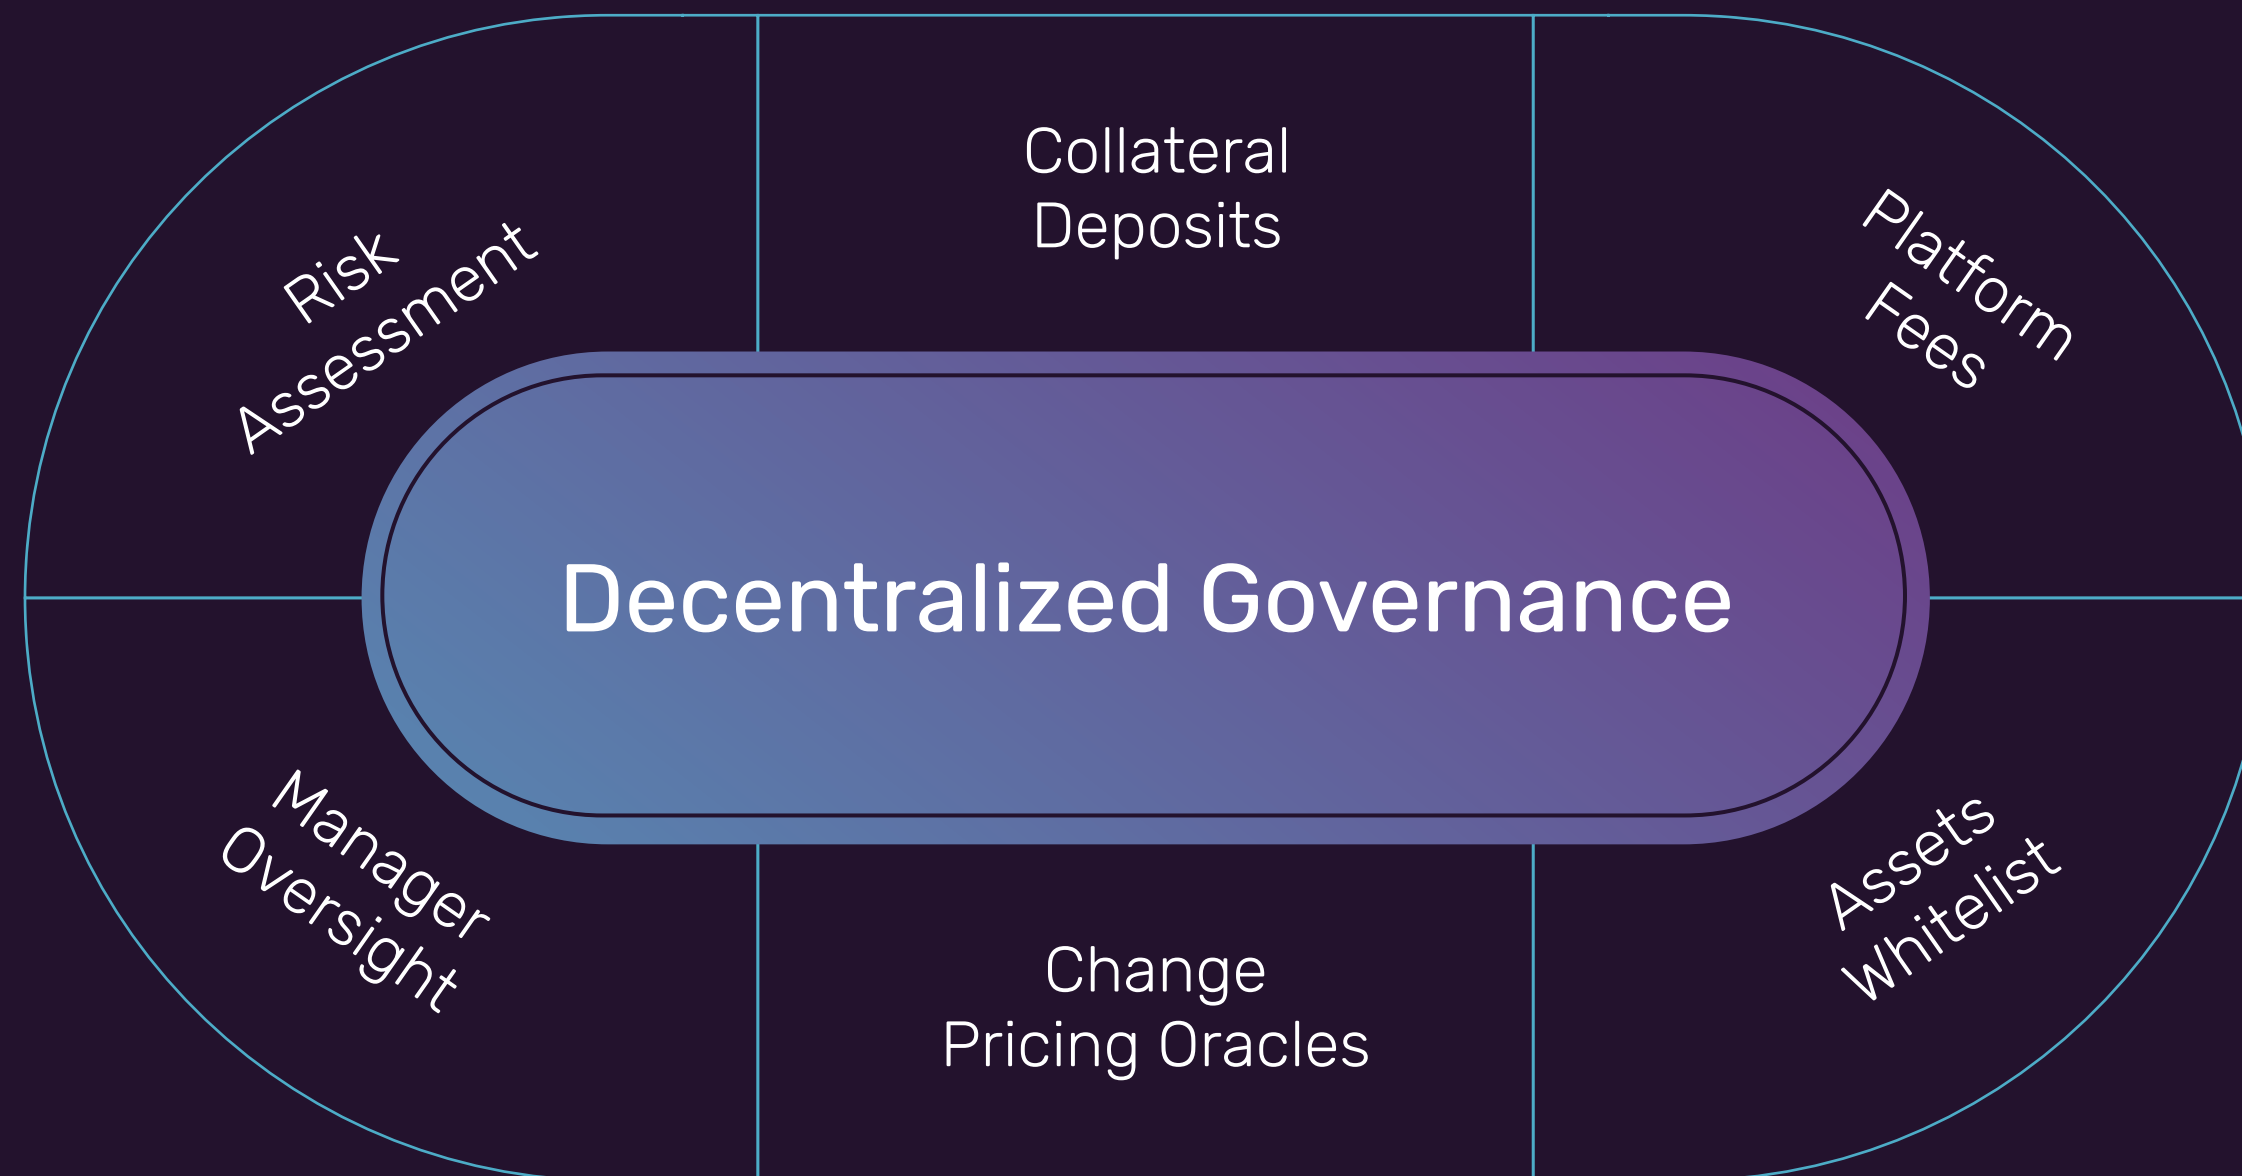 Risk
Assessment
Collateral
Deposits
Platform
Fees
Decentralized Governance
Manager
Oversight
Change
Pricing Oracles
Assets
Whitelist